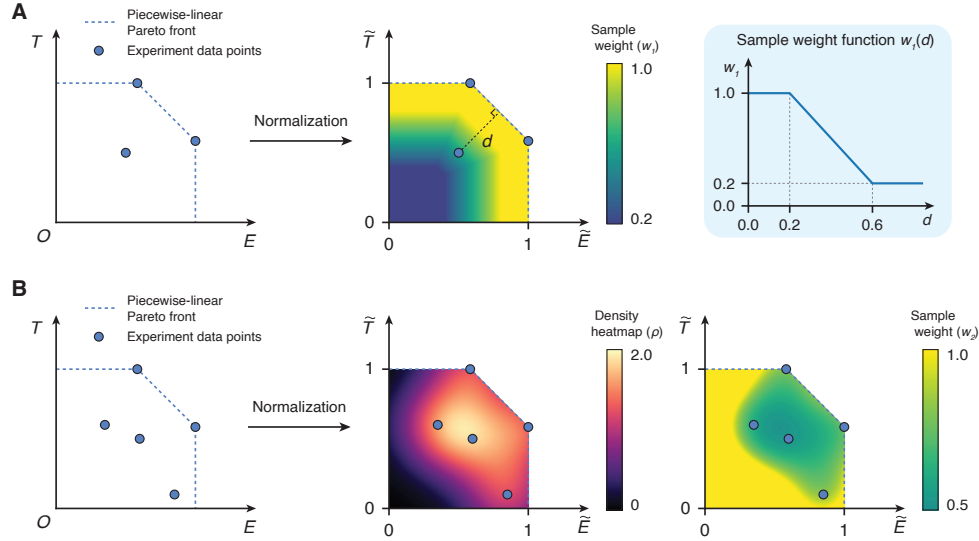 A
Piecewise-linear
Pareto front
Experiment data points
T
O
E
Normalization
T̃
1
0
0
1
Ẽ
d
Sample
weight (w₁)
1.0
0.2
Sample weight function w₁(d)
w₁
1.0
0.2
0.0
0.0
0.2
0.6
d
B
Piecewise-linear
Pareto front
Experiment data points
T
O
E
Normalization
T̃
1
0
0
1
Ẽ
Density
heatmap (ρ)
2.0
0
T̃
1
0
0
1
Ẽ
Sample
weight (w₂)
1.0
0.5